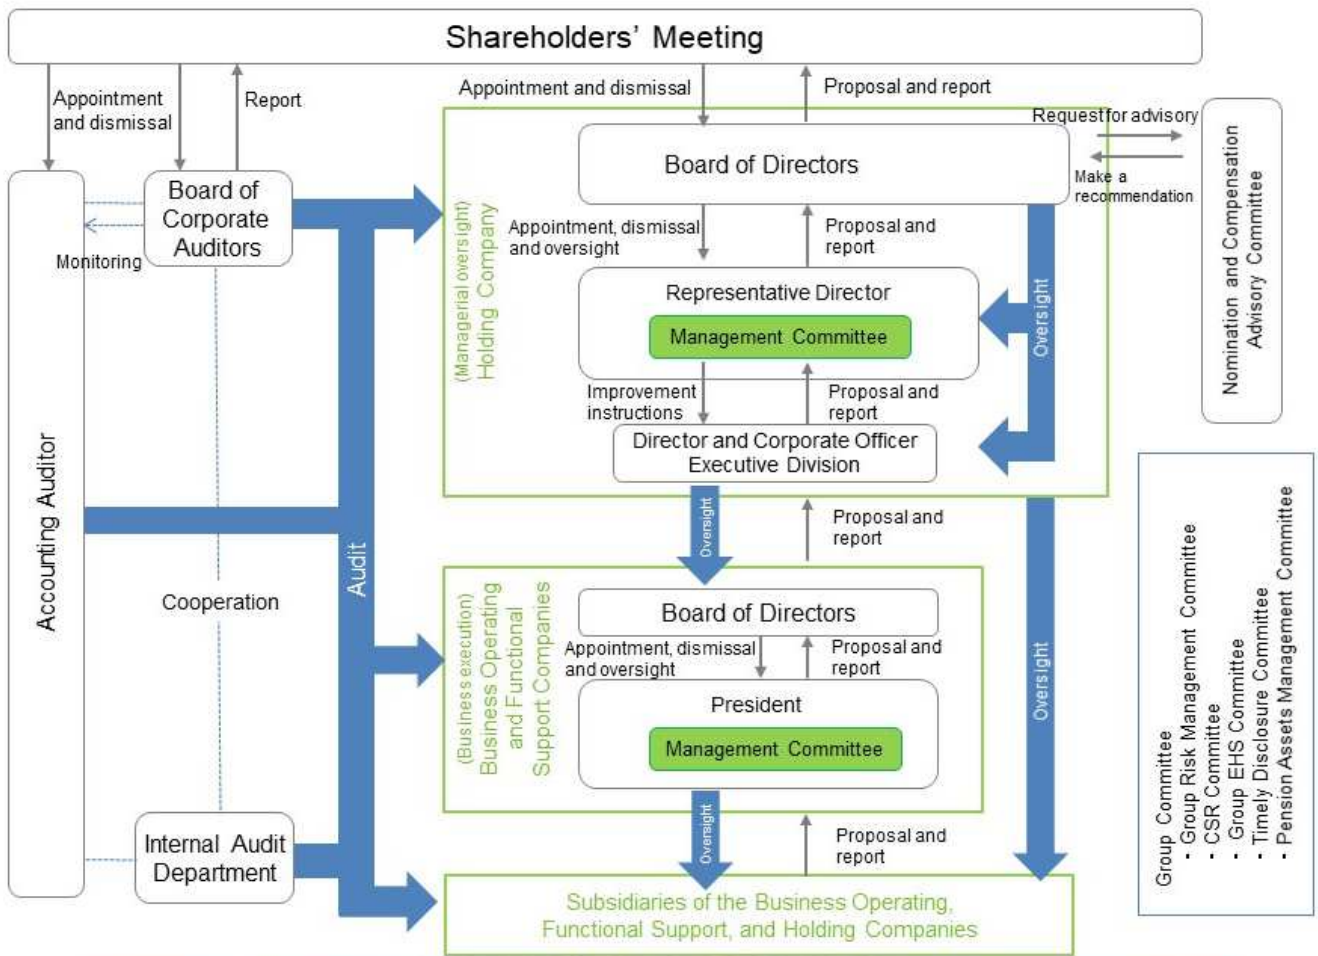 Shareholders' Meeting
Appointment
and dismissal
Report
Appointment and dismissal
Proposal and report
Request for advisory
Make a
recommendation
Nomination and Compensation
Advisory Committee
Board of
Corporate
Auditors
Monitoring
Accounting Auditor
Cooperation
Internal Audit
Department
Audit
(Managerial oversight)
Holding Company
Board of Directors
Appointment, dismissal
and oversight
Proposal and
report
Representative Director
Management Committee
Oversight
Improvement
instructions
Proposal and
report
Director and Corporate Officer
Executive Division
Oversight
Proposal and
report
(Business execution)
Business Operating
and Functional
Support Companies
Board of Directors
Appointment, dismissal
and oversight
Proposal and
report
President
Management Committee
Oversight
Oversight
Proposal and
report
Subsidiaries of the Business Operating,
Functional Support, and Holding Companies
Group Committee
- Group Risk Management Committee
- CSR Committee
- Group EHS Committee
- Timely Disclosure Committee
- Pension Assets Management Committee